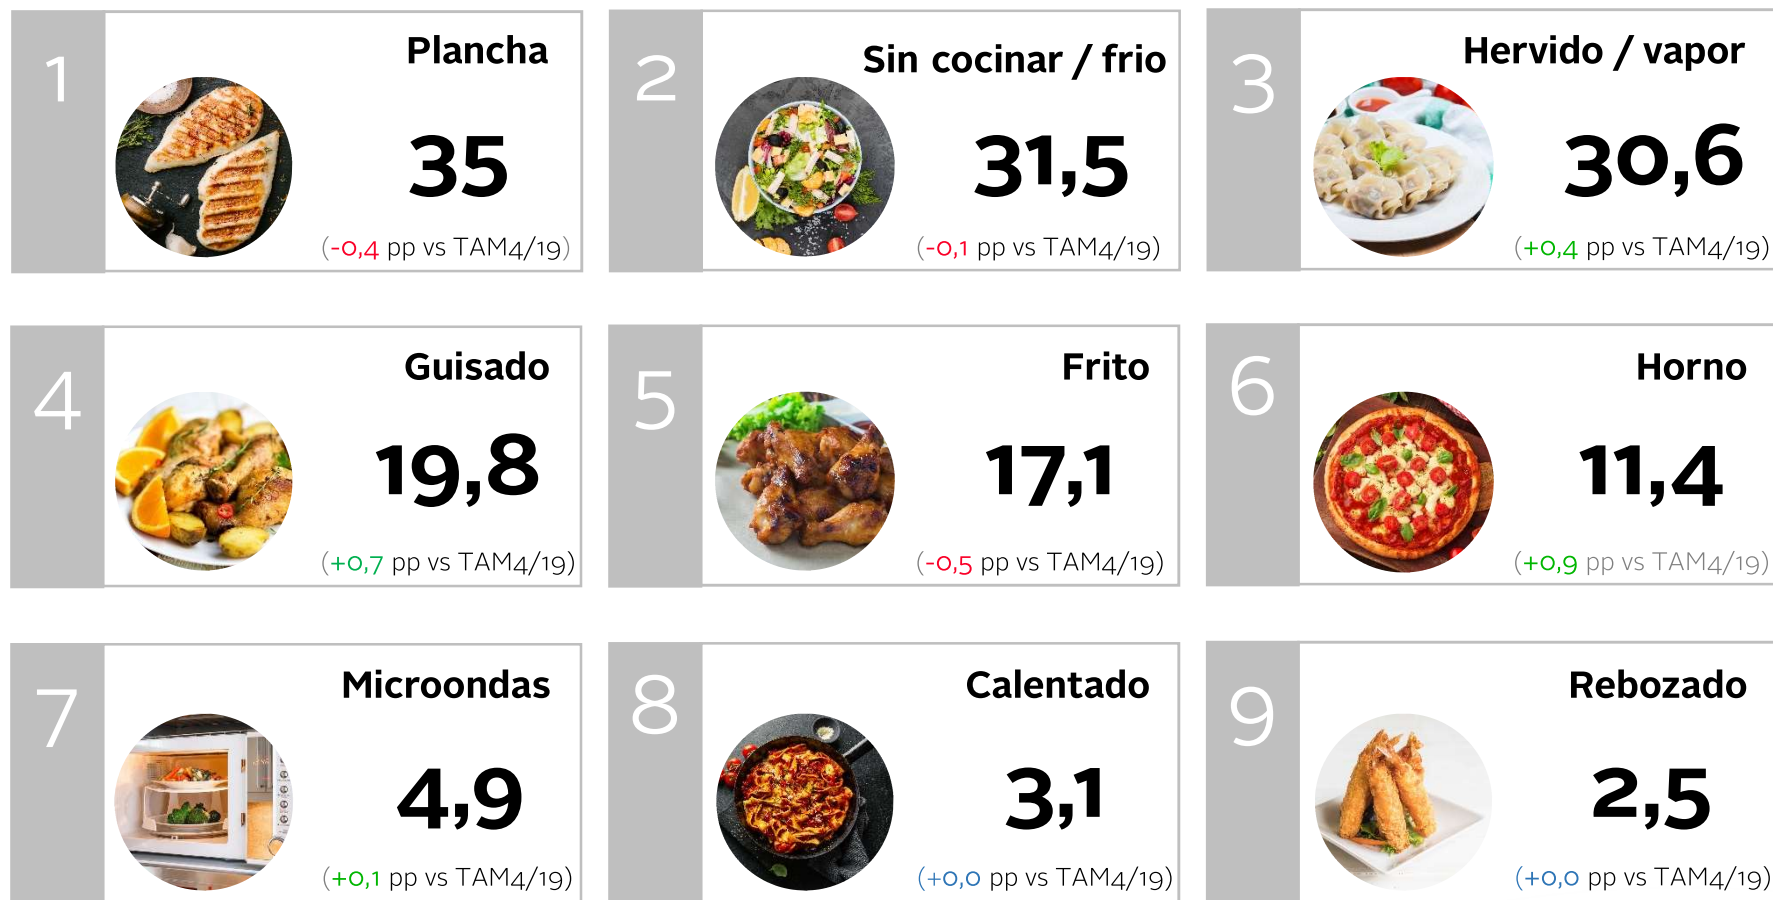 1
Plancha
35
(-0,4 pp vs TAM4/19)
2
Sin cocinar / frio
31,5
(-0,1 pp vs TAM4/19)
3
Hervido / vapor
30,6
(+0,4 pp vs TAM4/19)
4
Guisado
19,8
(+0,7 pp vs TAM4/19)
5
Frito
17,1
(-0,5 pp vs TAM4/19)
6
Horno
11,4
(+0,9 pp vs TAM4/19)
7
Microondas
4,9
(+0,1 pp vs TAM4/19)
8
Calentado
3,1
(+0,0 pp vs TAM4/19)
9
Rebozado
2,5
(+0,0 pp vs TAM4/19)